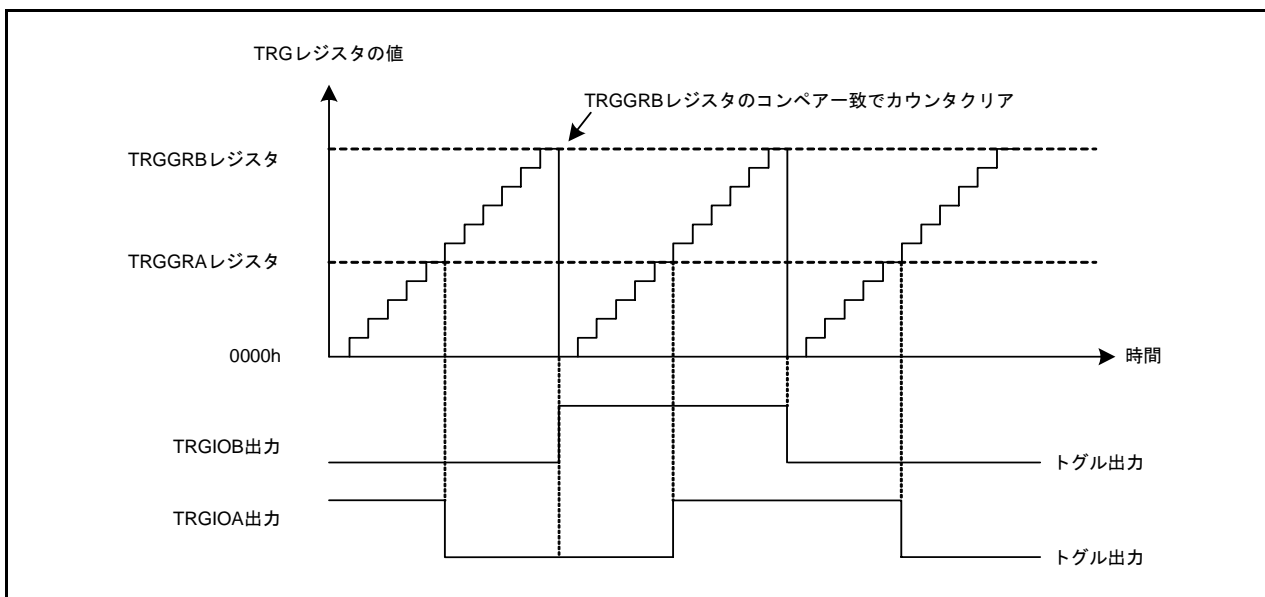 TRGレジスタの値
TRGGRBレジスタのコンペアー致でカウンタクリア
TRGGRBレジスタ
TRGGRAレジスタ
0000h
時間
TRGIOB出力
トグル出力
TRGIOA出力
トグル出力